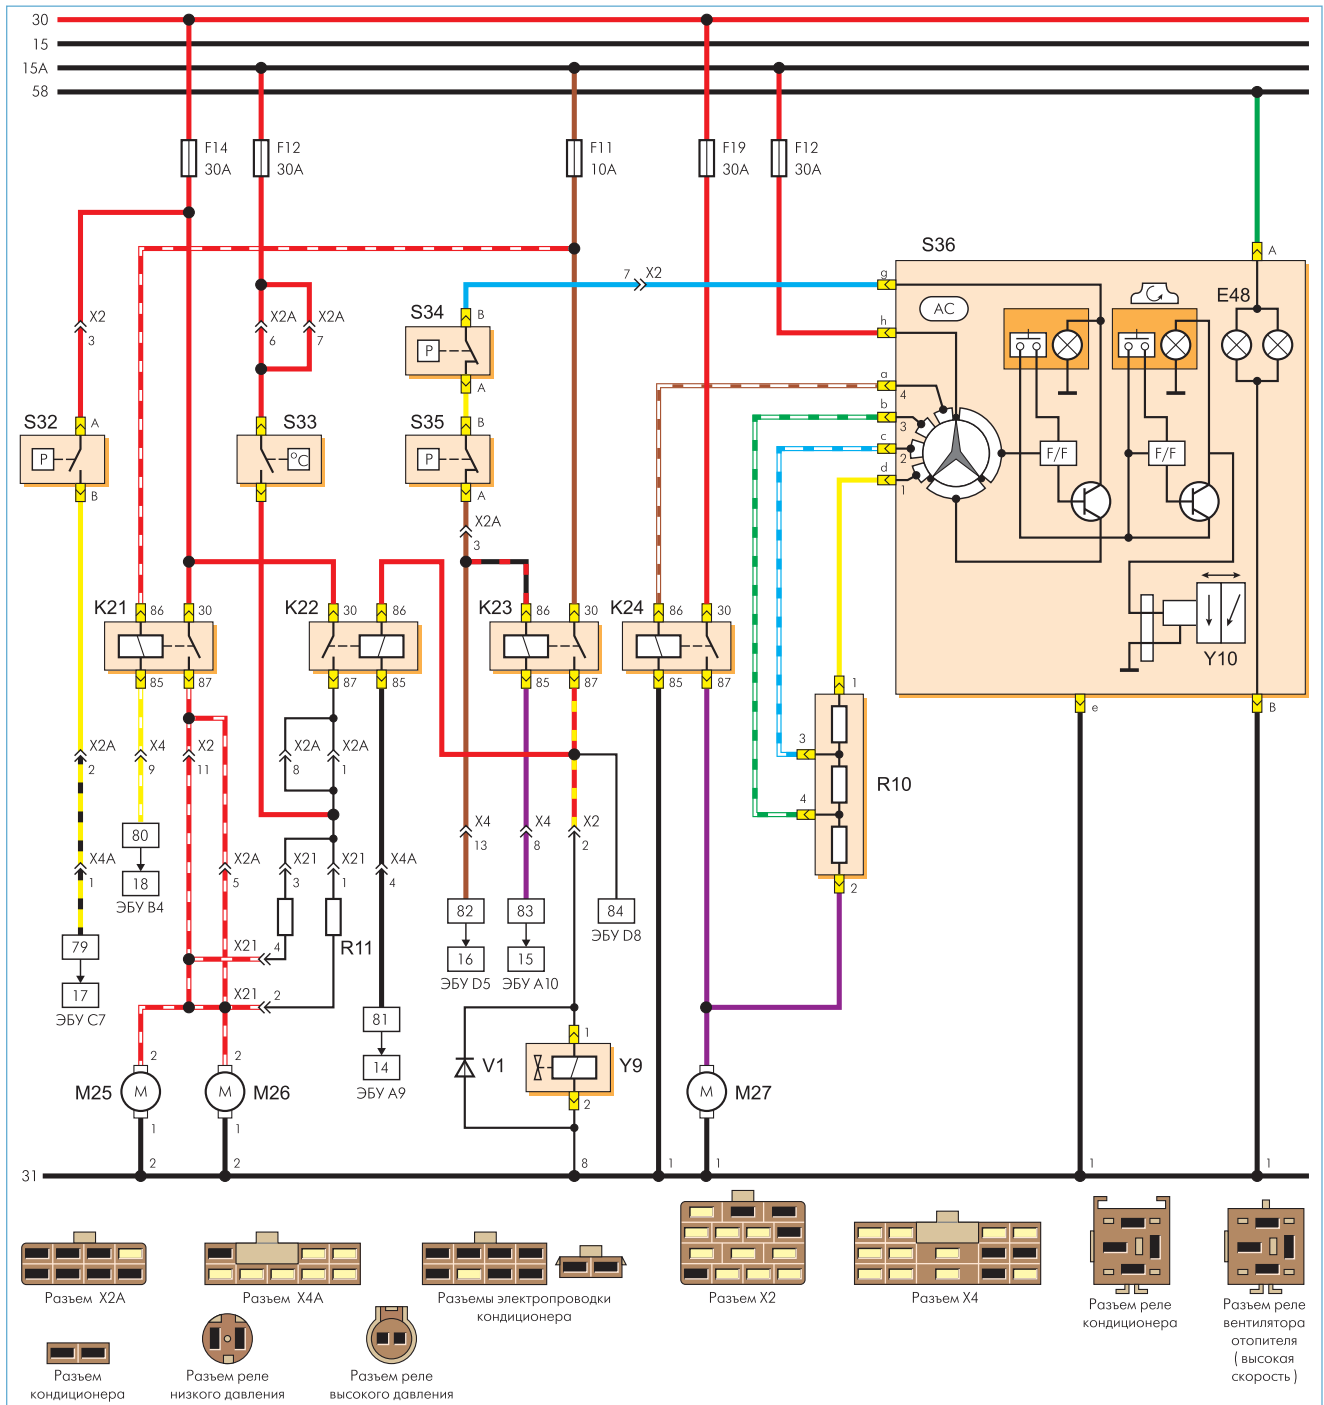 30
15
15A
58
F14
30A
F12
30A
F11
10A
F19
30A
F12
30A
S36
A
7 X2
g
AC
E48
h
S34
B
P
A
X2
3
X2A
6
X2A
7
a
4
b
3
c
2
d
1
F/F
F/F
S32
A
P
B
S33
°C
S35
B
P
A
X2A
3
K21
86
30
85
87
K22
30
86
87
85
K23
86
30
85
87
K24
86
30
85
87
Y10
e
B
1
3
4
R10
2
X2A
2
X4
9
X2
11
X2A
8
X2A
1
X4A
1
80
18
ЭБУ B4
X2A
5
X21
3
X21
1
X4A
4
X4
13
X4
8
X2
2
79
17
ЭБУ C7
X21
4
R11
X21
2
82
16
ЭБУ D5
83
15
ЭБУ A10
84
ЭБУ D8
81
14
ЭБУ A9
V1
1
Y9
2
2
M25
M
1
2
2
M
M26
1
2
M
M27
31
8
1
1
1
1
Разъем X2A
Разъем X4A
Разъемы электропроводки
кондиционера
Разъем X2
Разъем X4
Разъем реле
кондиционера
Разъем реле
вентилятора
отопителя
( высокая
скорость )
Разъем
кондиционера
Разъем реле
низкого давления
Разъем реле
высокого давления